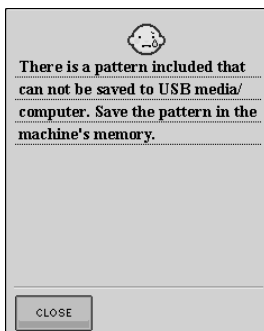 There is a pattern included that
can not be saved to USB media/
computer. Save the pattern in the
machine's memory.
CLOSE